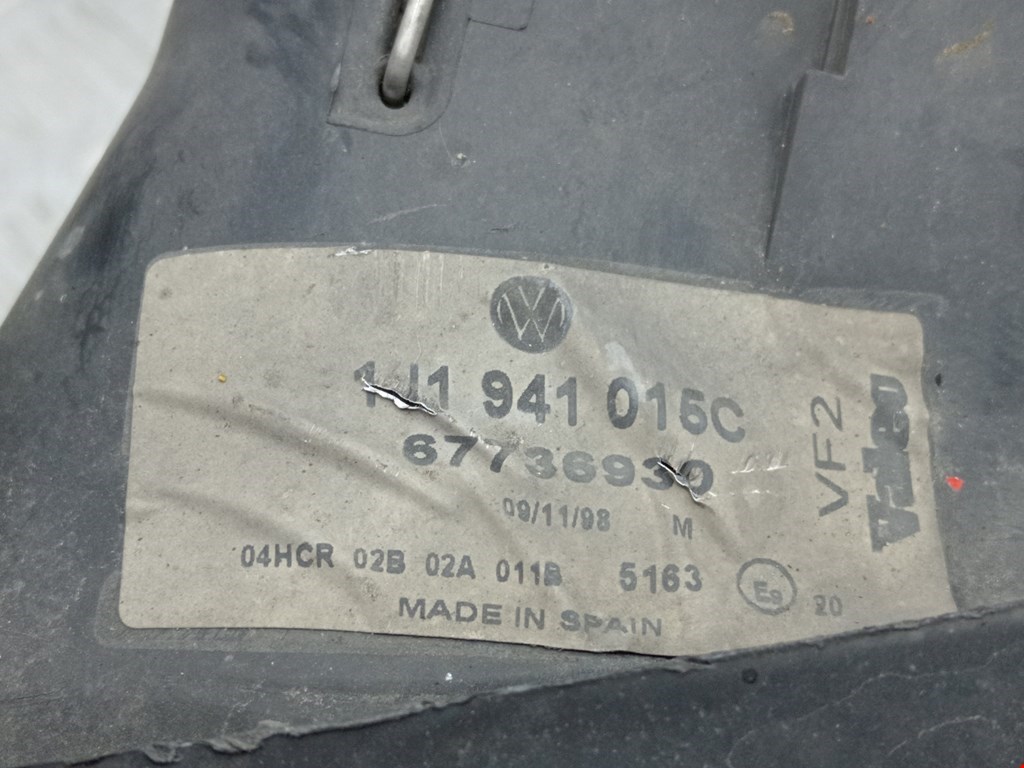 VW
1J1 941 015C
67736930
09/11/98 M
04HCR 02B 02A 011B 5163 E9 20
MADE IN SPAIN
VF2
Valeo